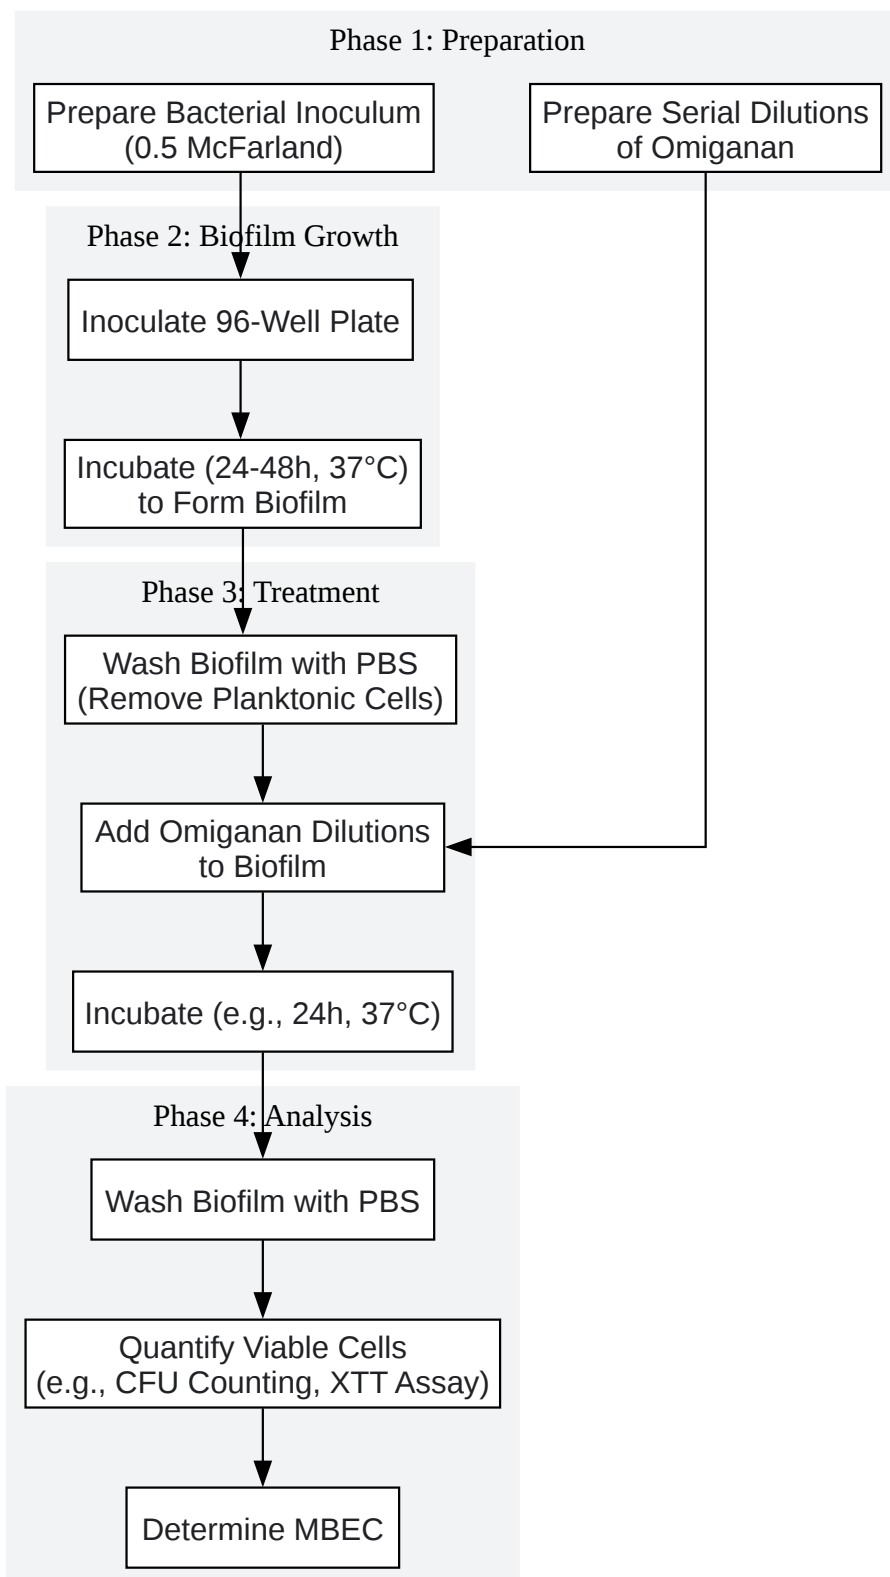 Phase 1: Preparation
Prepare Bacterial Inoculum
(0.5 McFarland)
Prepare Serial Dilutions
of Omiganan
Phase 2: Biofilm Growth
Inoculate 96-Well Plate
Incubate (24-48h, 37°C)
to Form Biofilm
Phase 3: Treatment
Wash Biofilm with PBS
(Remove Planktonic Cells)
Add Omiganan Dilutions
to Biofilm
Incubate (e.g., 24h, 37°C)
Phase 4: Analysis
Wash Biofilm with PBS
Quantify Viable Cells
(e.g., CFU Counting, XTT Assay)
Determine MBEC